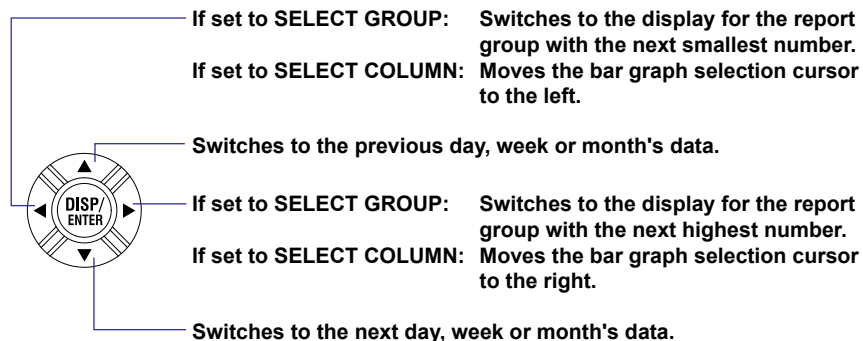 If set to SELECT GROUP: Switches to the display for the report
group with the next smallest number.
If set to SELECT COLUMN: Moves the bar graph selection cursor
to the left.
Switches to the previous day, week or month's data.
DISP/
ENTER
If set to SELECT GROUP: Switches to the display for the report
group with the next highest number.
If set to SELECT COLUMN: Moves the bar graph selection cursor
to the right.
Switches to the next day, week or month's data.